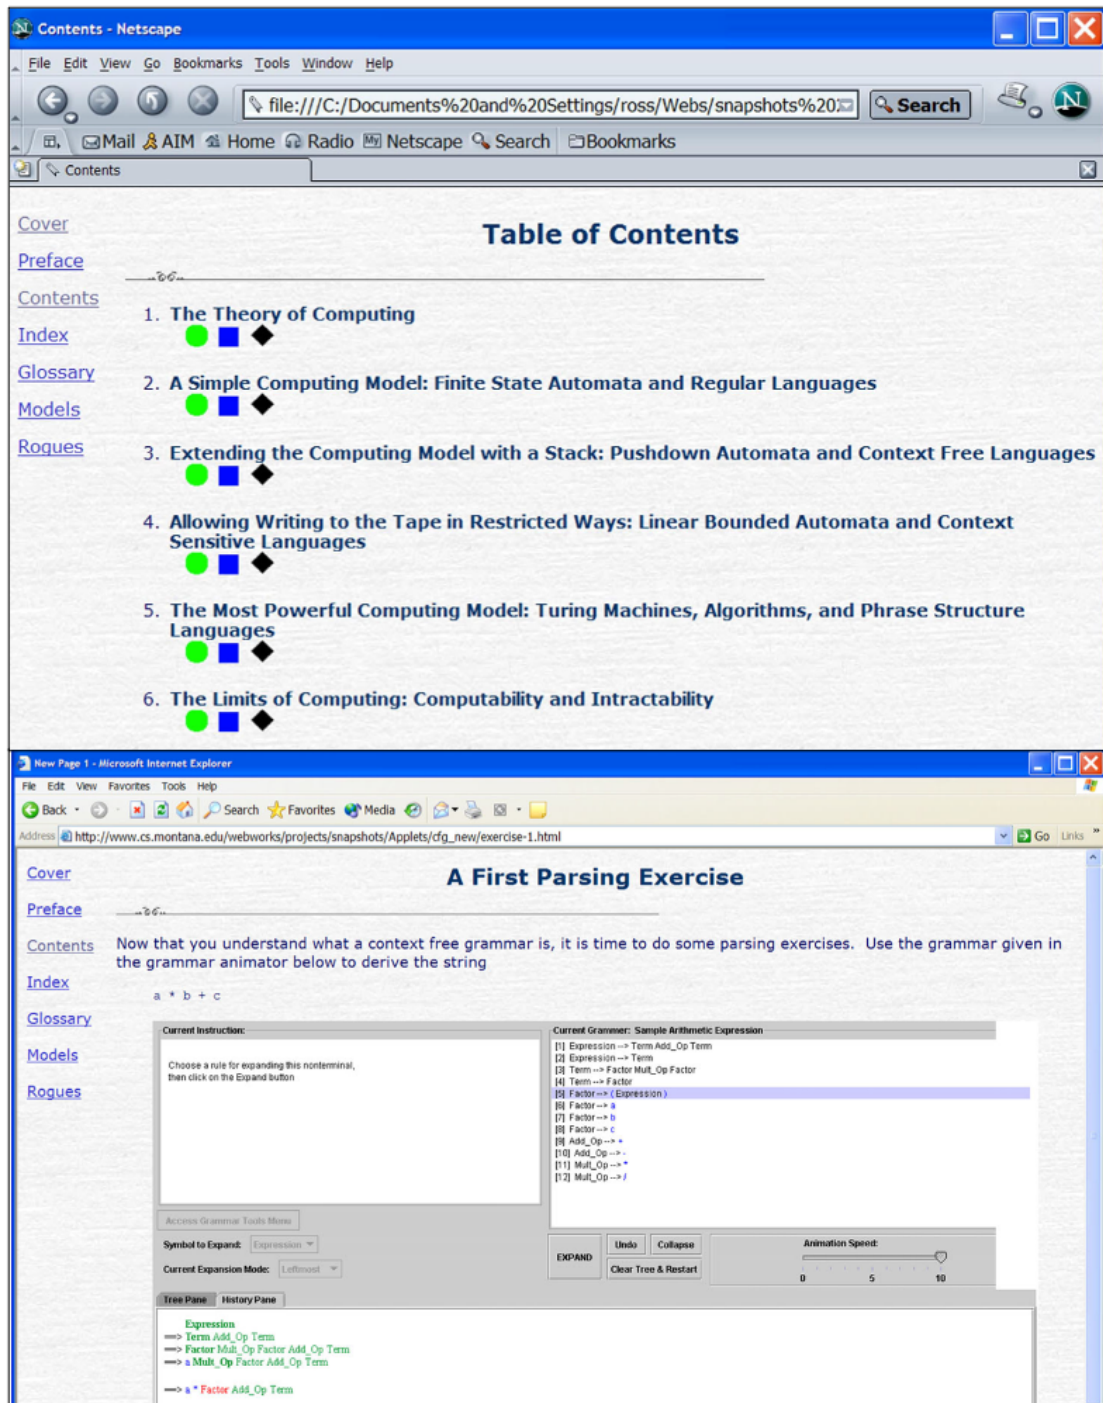 Contents - Netscape
File Edit View Go Bookmarks Tools Window Help
file:///C:/Documents%20and%20Settings/ross/Webs/snapshots%20 Search
Mail AIM Home Radio Netscape Search Bookmarks
Contents
Cover
Preface
Contents
Index
Glossary
Models
Rogues
Table of Contents
1. The Theory of Computing
2. A Simple Computing Model: Finite State Automata and Regular Languages
3. Extending the Computing Model with a Stack: Pushdown Automata and Context Free Languages
4. Allowing Writing to the Tape in Restricted Ways: Linear Bounded Automata and Context
Sensitive Languages
5. The Most Powerful Computing Model: Turing Machines, Algorithms, and Phrase Structure
Languages
6. The Limits of Computing: Computability and Intractability
New Page 1 - Microsoft Internet Explorer
File Edit View Favorites Tools Help
Back Search Favorites Media
Address http://www.cs.montana.edu/webworks/projects/snapshots/Applets/cfg_new/exercise-1.html Go Links »
Cover
Preface
Contents
Index
Glossary
Models
Rogues
A First Parsing Exercise
Now that you understand what a context free grammar is, it is time to do some parsing exercises. Use the grammar given in
the grammar animator below to derive the string
a * b + c
Current Instruction:
Choose a rule for expanding this nonterminal,
then click on the Expand button
Current Grammer: Sample Arithmetic Expression
[1] Expression --> Term Add_Op Term
[2] Expression --> Term
[3] Term --> Factor Mult_Op Factor
[4] Term --> Factor
[5] Factor --> ( Expression )
[6] Factor --> a
[7] Factor --> b
[8] Factor --> c
[9] Add_Op --> +
[10] Add_Op --> -
[11] Mult_Op --> *
[12] Mult_Op --> /
Access Grammar Tools Menu
Symbol to Expand: Expression
Current Expansion Mode: Leftmost
EXPAND
Undo Collapse
Clear Tree & Restart
Animation Speed:
0 5 10
Tree Pane History Pane
Expression
==> Term Add_Op Term
==> Factor Mult_Op Factor Add_Op Term
==> a Mult_Op Factor Add_Op Term
==> a * Factor Add_Op Term